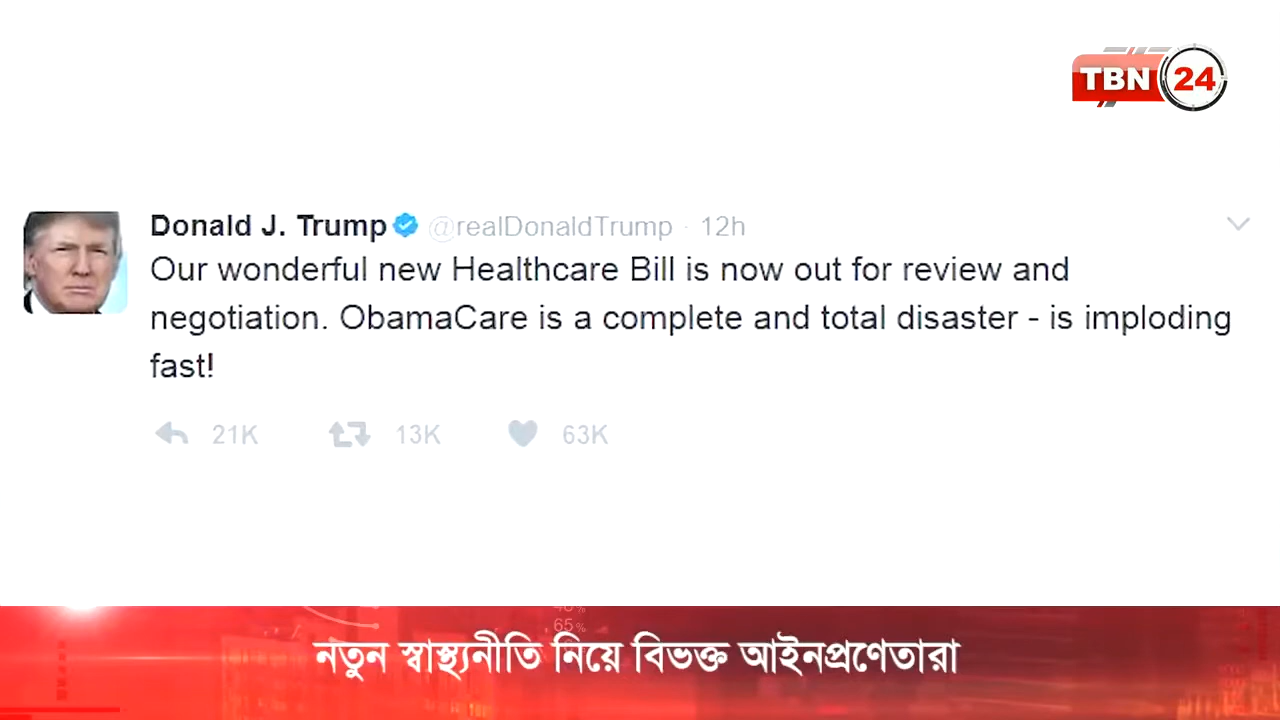 TBN 24
Donald J. Trump @realDonaldTrump · 12h
Our wonderful new Healthcare Bill is now out for review and
negotiation. ObamaCare is a complete and total disaster - is imploding
fast!
21K 13K 63K
65%
নতুন স্বাস্থ্যনীতি নিয়ে বিভক্ত আইনপ্রণেতারা